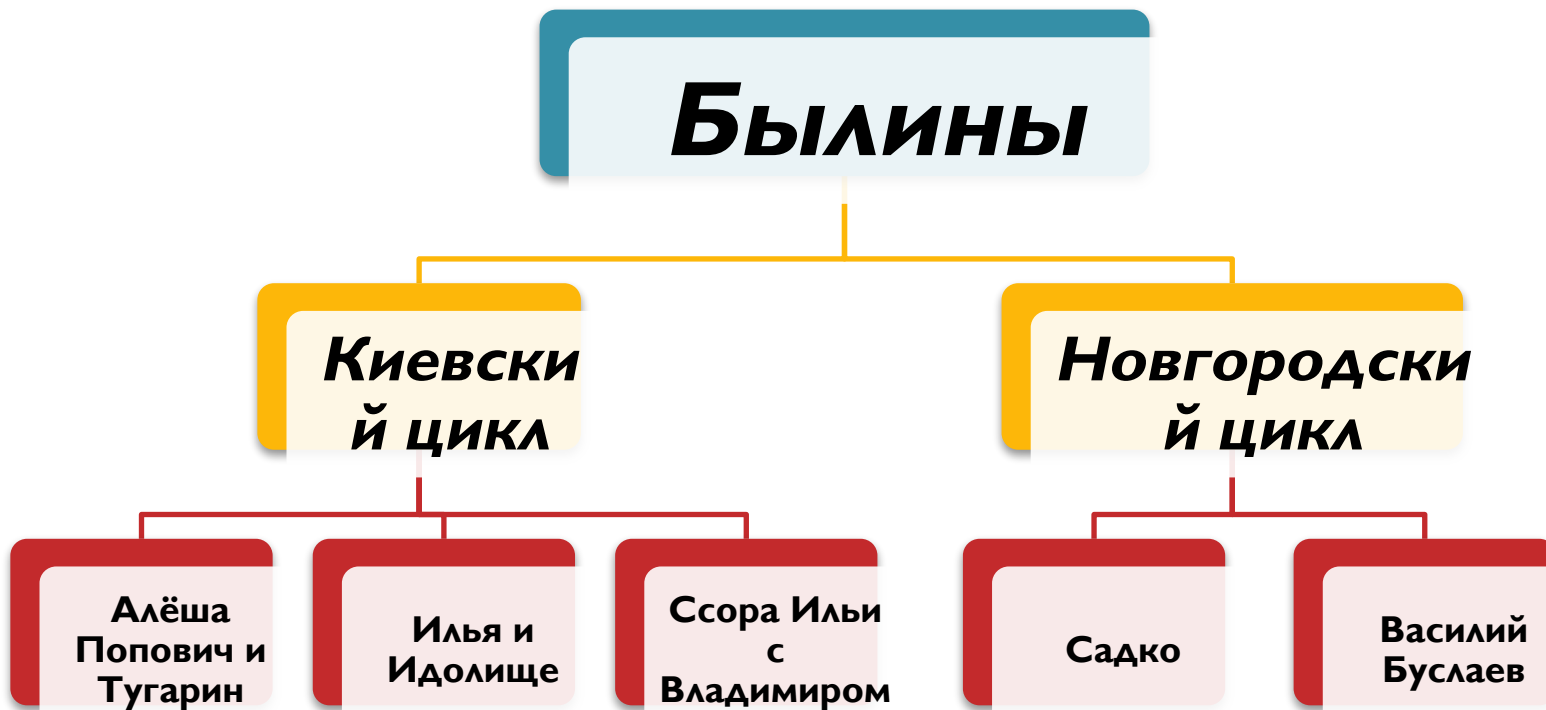 Былины
Киевски
й цикл
Новгородски
й цикл
Алёша
Попович и
Тугарин
Илья и
Идолище
Ссора Ильи
с
Владимиром
Садко
Василий
Буслаев